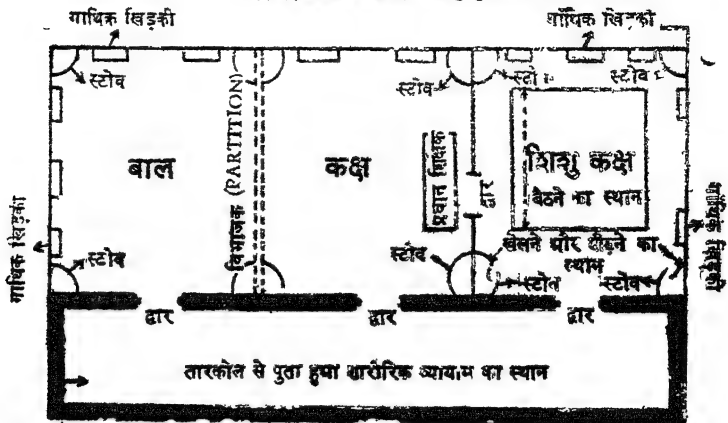 गाथिक खिड़की
गाॅथिक खिड़की
स्टोव
स्टोव
स्टोव
स्टोव
विभाजक (PARTITION)
बाल
कक्ष
प्रधान शिक्षक
द्वार
शिशु कक्ष
बैठने का स्थान
गाथिक खिड़की
गाथिक खिड़की
स्टोव
स्टोव
खेलने और दौड़ने का
स्थान
स्टोव
स्टोव
द्वार
द्वार
द्वार
तारकोल से पुता हुआ शारीरिक व्यायाम का स्थान